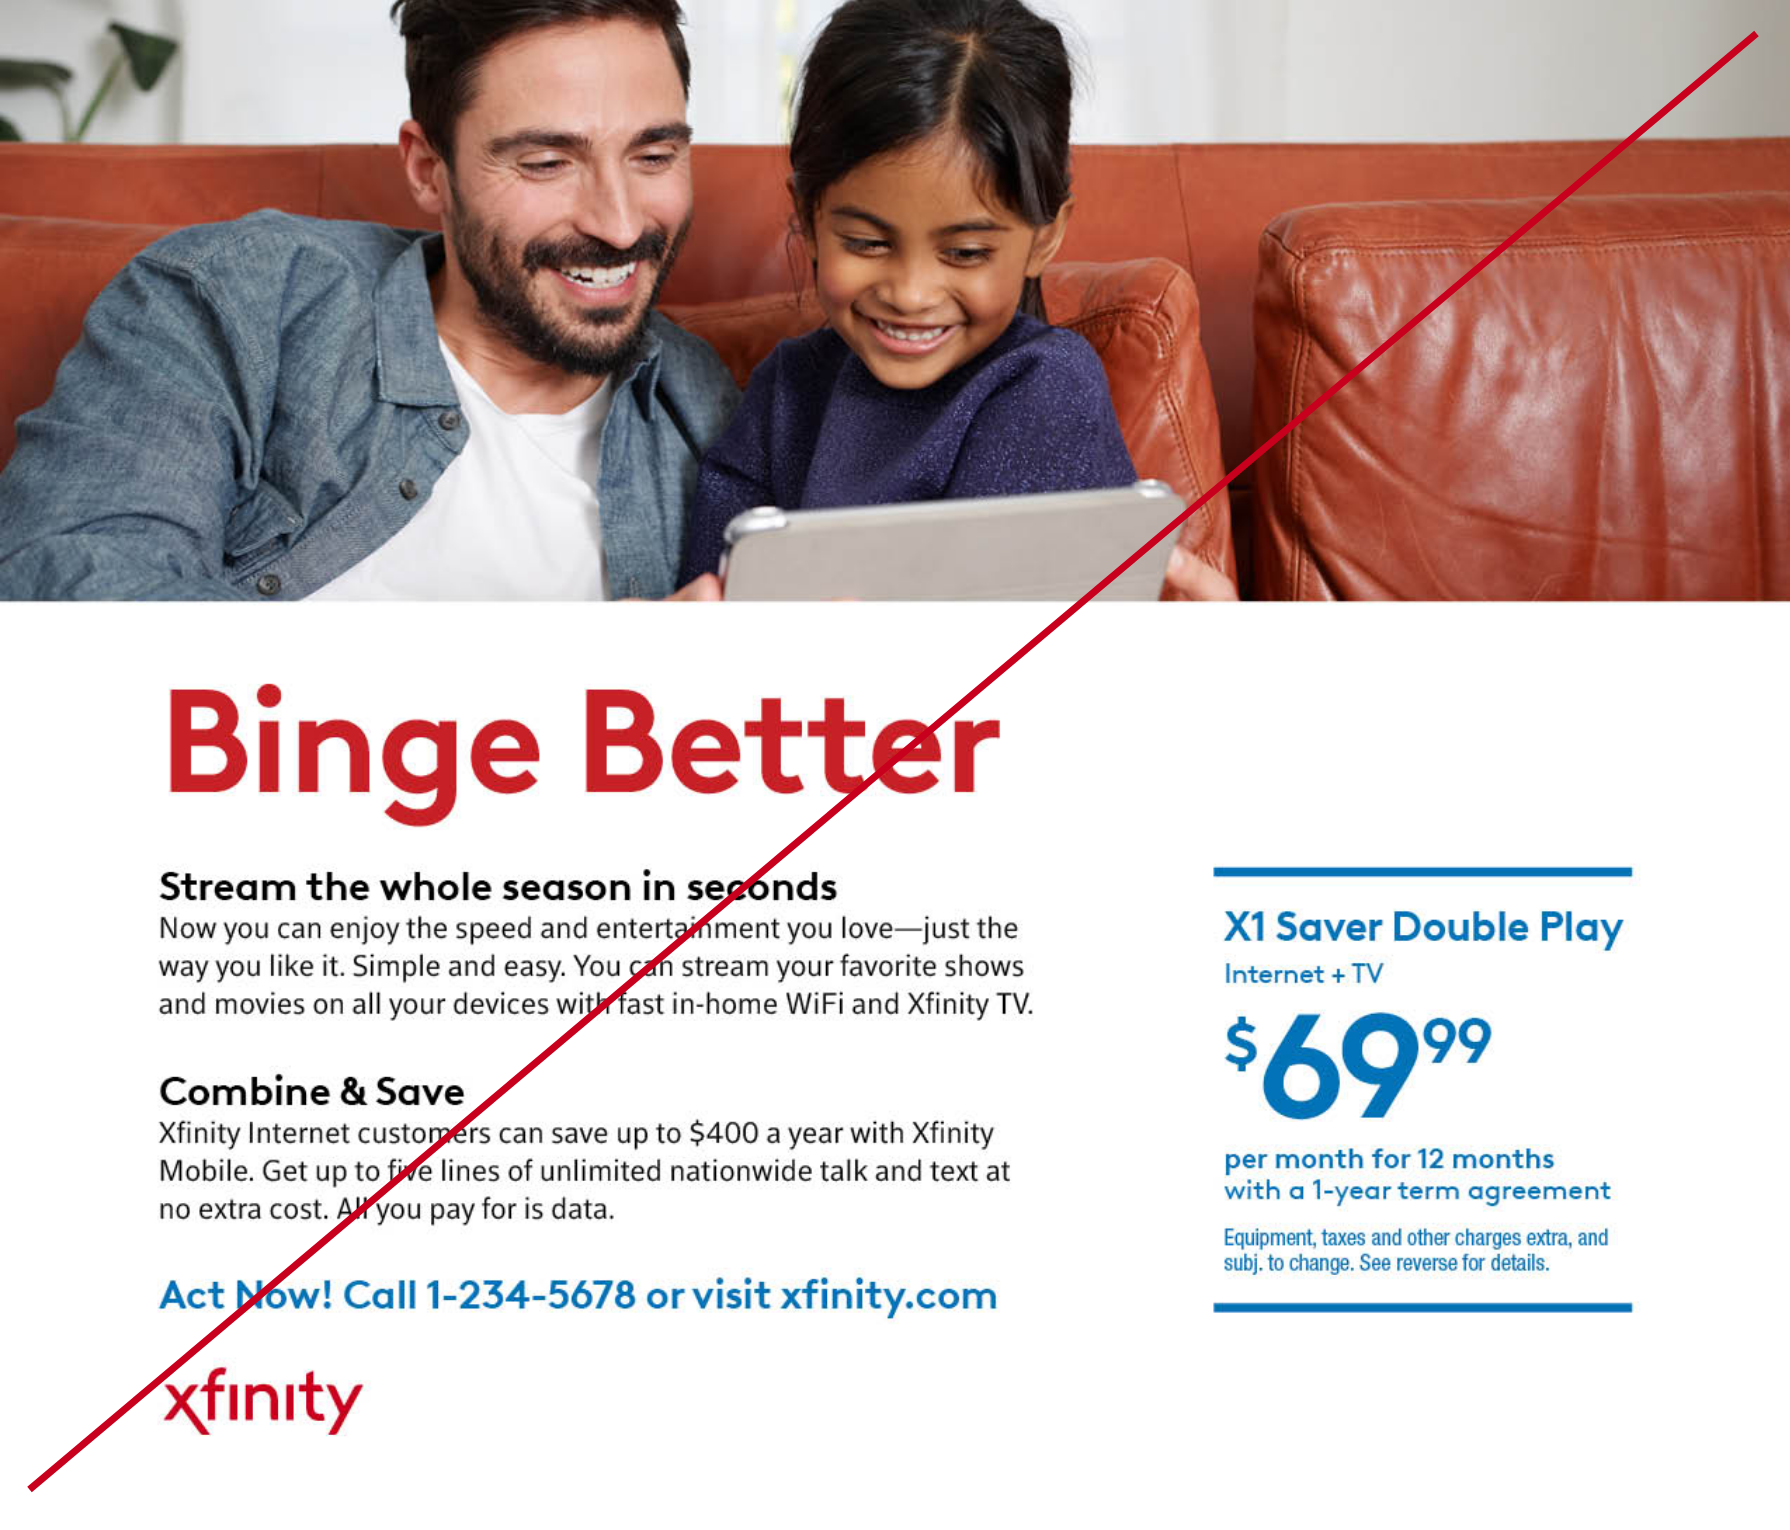 Binge Better
Stream the whole season in seconds
Now you can enjoy the speed and entertainment you love—just the
way you like it. Simple and easy. You can stream your favorite shows
and movies on all your devices with fast in-home WiFi and Xfinity TV.
Combine & Save
Xfinity Internet customers can save up to $400 a year with Xfinity
Mobile. Get up to five lines of unlimited nationwide talk and text at
no extra cost. All you pay for is data.
Act Now! Call 1-234-5678 or visit xfinity.com
xfinity
X1 Saver Double Play
Internet + TV
$6999
per month for 12 months
with a 1-year term agreement
Equipment, taxes and other charges extra, and
subj. to change. See reverse for details.